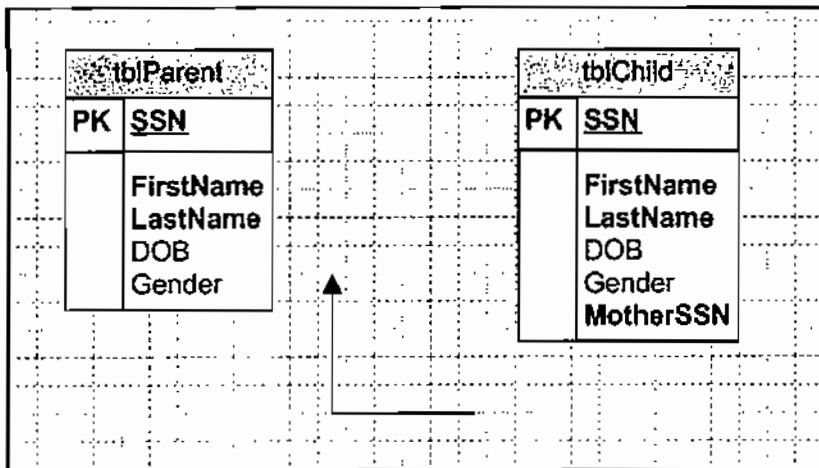 tblParent
PK SSN
FirstName
LastName
DOB
Gender
tblChild
PK SSN
FirstName
LastName
DOB
Gender
MotherSSN